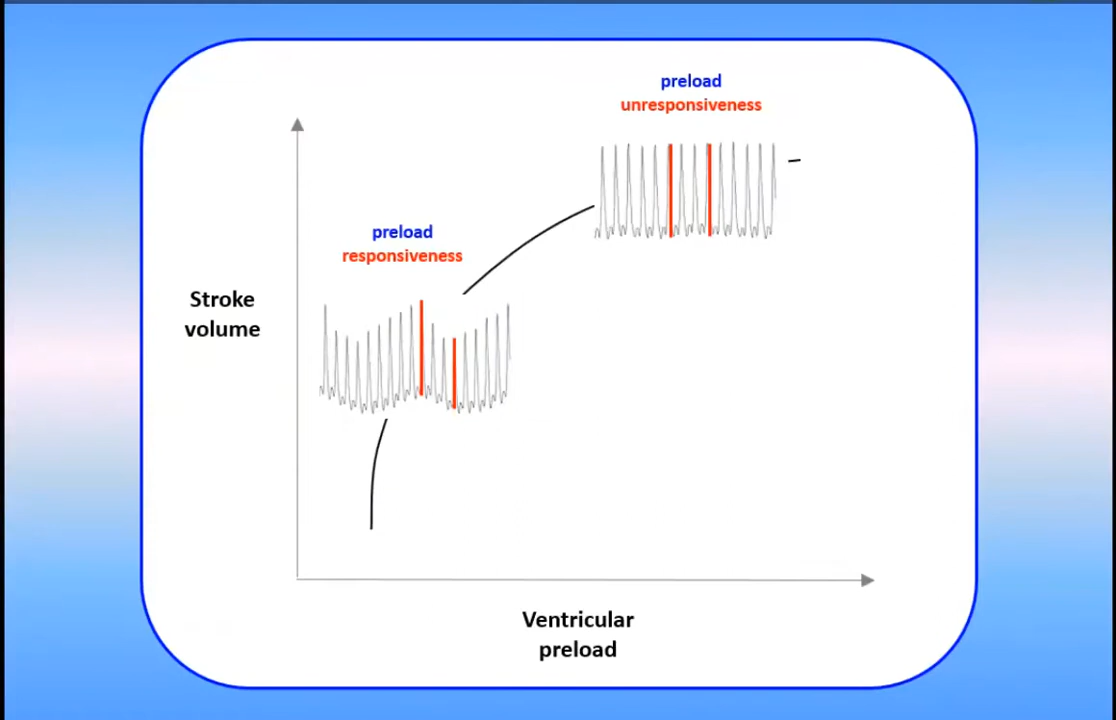 preload
unresponsiveness
preload
responsiveness
Stroke
volume
Ventricular
preload